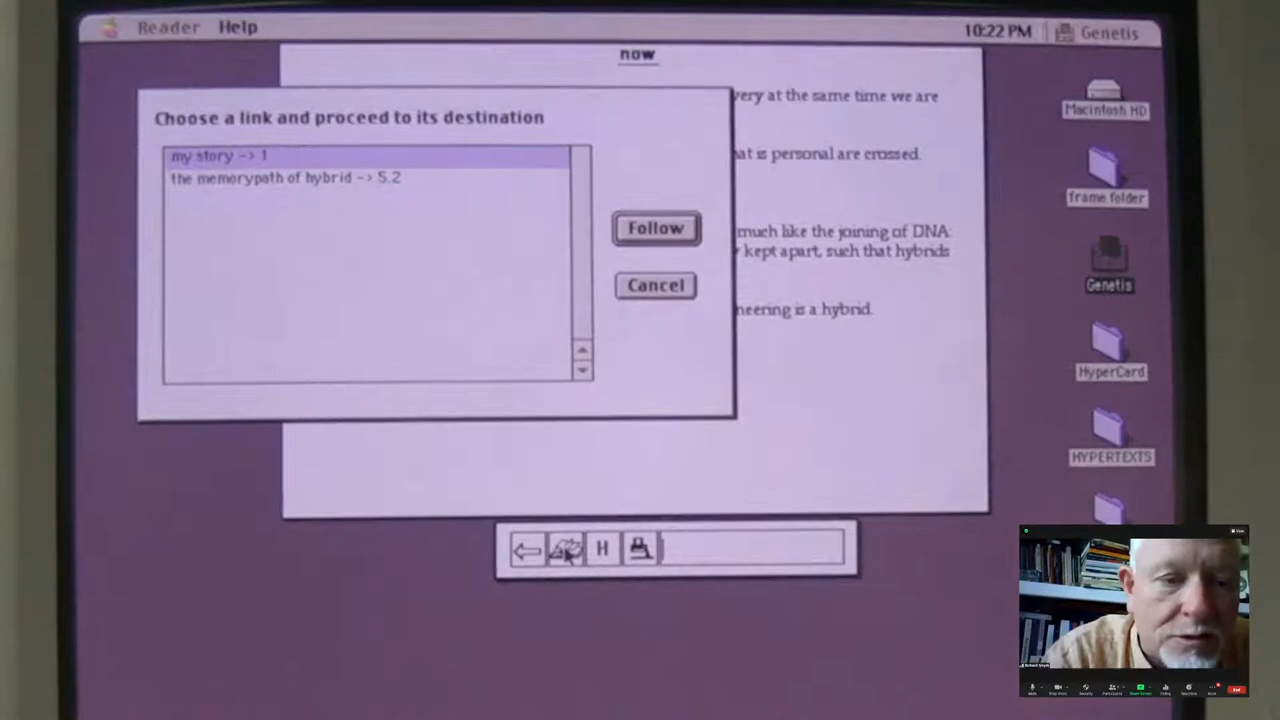 Reader Help
10:22 PM
Genetis
now
very at the same time we are
Choose a link and proceed to its destination
Macintosh HD
my story -> 1
at is personal are crossed.
the memorypath of hybrid -> 5.2
frame folder
Follow
much like the joining of DNA:
kept apart, such that hybrids
Cancel
Genetis
neering is a hybrid.
HyperCard
HYPERTEXTS
H